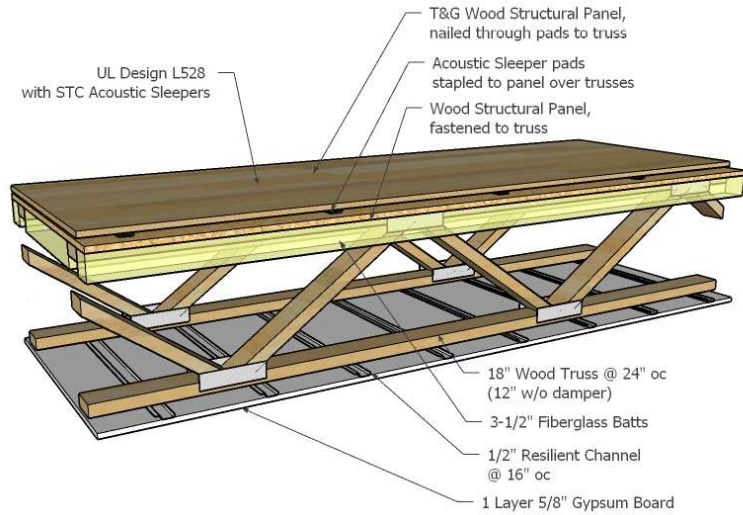 T&G Wood Structural Panel,
nailed through pads to truss
UL Design L528
with STC Acoustic Sleepers
Acoustic Sleeper pads
stapled to panel over trusses
Wood Structural Panel,
fastened to truss
18" Wood Truss @ 24" oc
(12" w/o damper)
3-1/2" Fiberglass Batts
1/2" Resilient Channel
@ 16" oc
1 Layer 5/8" Gypsum Board